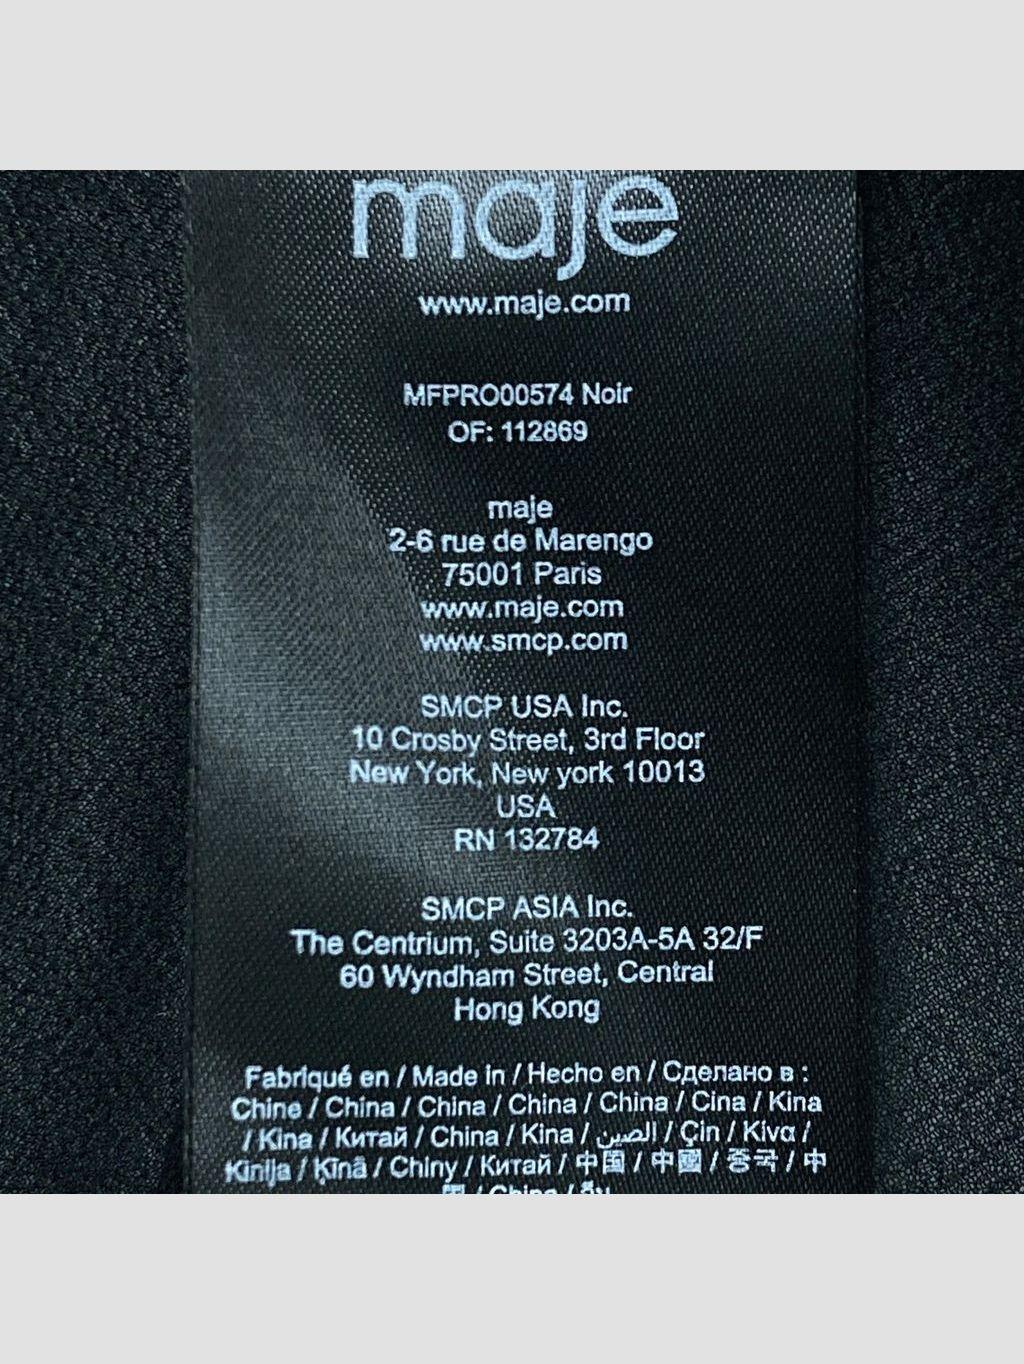 maje
www.maje.com
MFPRO00574 Noir
OF: 112869
maje
2-6 rue de Marengo
75001 Paris
www.maje.com
www.smcp.com
SMCP USA Inc.
10 Crosby Street, 3rd Floor
New York, New york 10013
USA
RN 132784
SMCP ASIA Inc.
The Centrium, Suite 3203A-5A 32/F
60 Wyndham Street, Central
Hong Kong
Fabriqué en / Made in / Hecho en / Сделано в :
Chine / China / China / China / China / Cina / Kina
/ Kina / Китай / China / Kina / الصين / Çin / Κίνα /
Kinija / Ķīnā / Chiny / Китай / 中国 / 中國 / 중국 / 中
/ China /